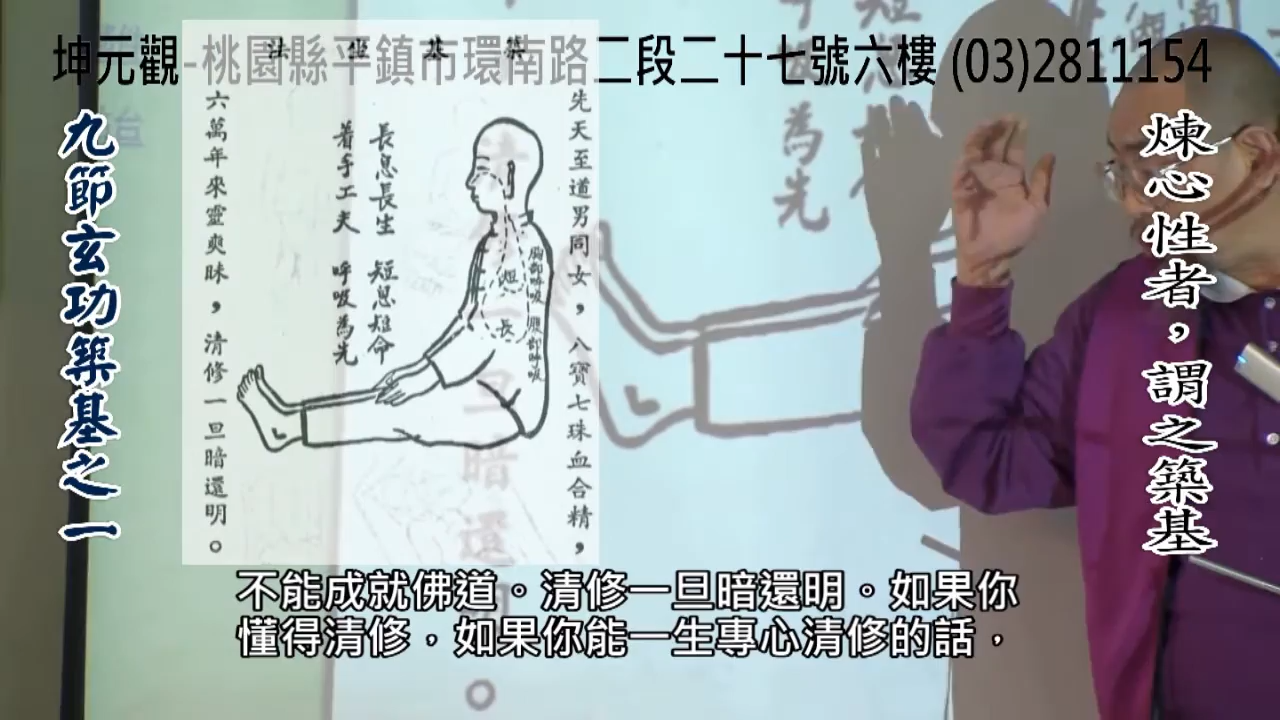 坤元觀-桃園縣平鎮市環南路二段二十七號六樓 (03)2811154
煉心性者，謂之築基
九節玄功築基之一
築基坐法
先天至道男同女，八寶七珠血合精，
六萬年來靈爽昧，清修一旦暗還明。
長息長生 短息短命
着手工夫 呼吸為先
胸部呼吸 腹部呼吸
短
長
為先
暗還
不能成就佛道。清修一旦暗還明。如果你
懂得清修，如果你能一生專心清修的話，